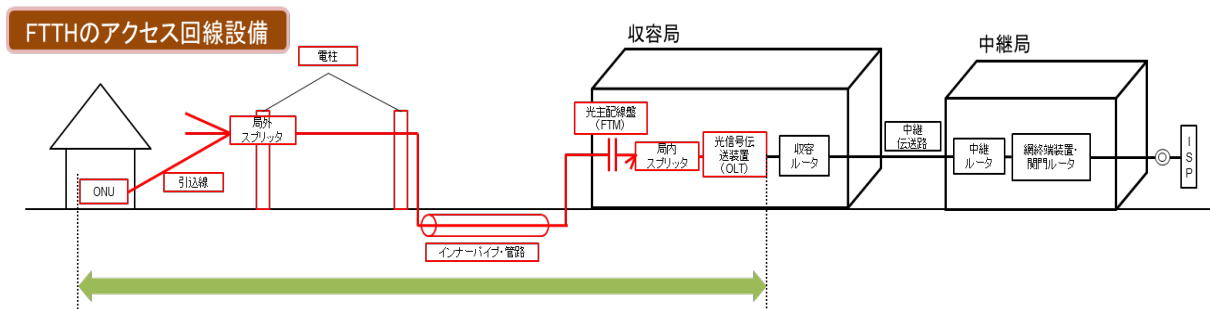 FTTHのアクセス回線設備
収容局
中継局
電柱
局外
スプリッタ
引込線
ONU
インナーパイプ・管路
光主配線盤
(FTM)
局内
スプリッタ
光信号伝
送装置
(OLT)
収容
ルータ
中継
伝送路
中継
ルータ
網終端装置・
関門ルータ
ISP